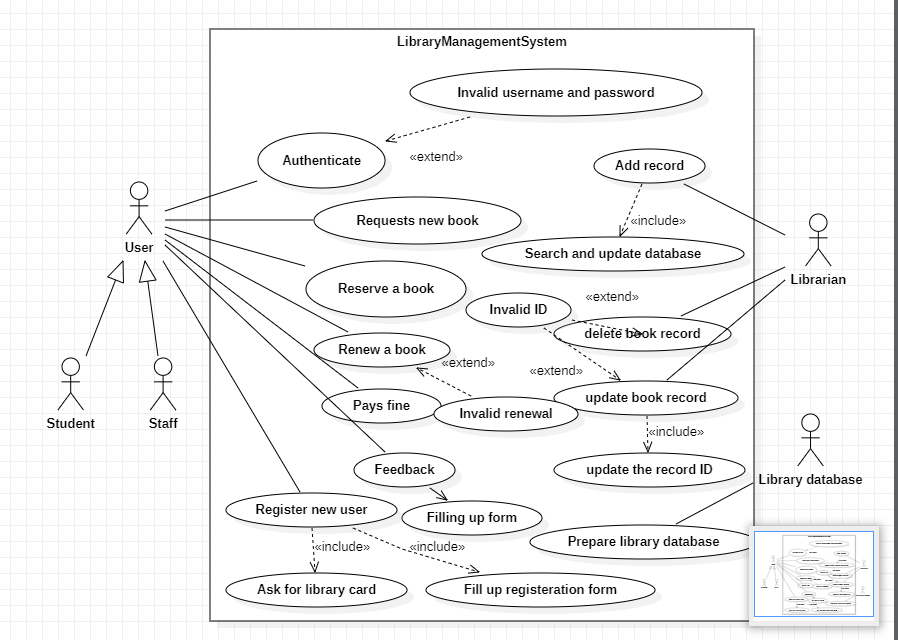 LibraryManagementSystem
Invalid username and password
«extend»
Authenticate
Add record
Requests new book
«include»
User
Search and update database
Librarian
Reserve a book
«extend»
Invalid ID
delete book record
Renew a book
«extend»
«extend»
Pays fine
Invalid renewal
update book record
Student
Staff
«include»
Feedback
update the record ID
Library database
Register new user
Filling up form
Prepare library database
«include»
«include»
Ask for library card
Fill up registeration form